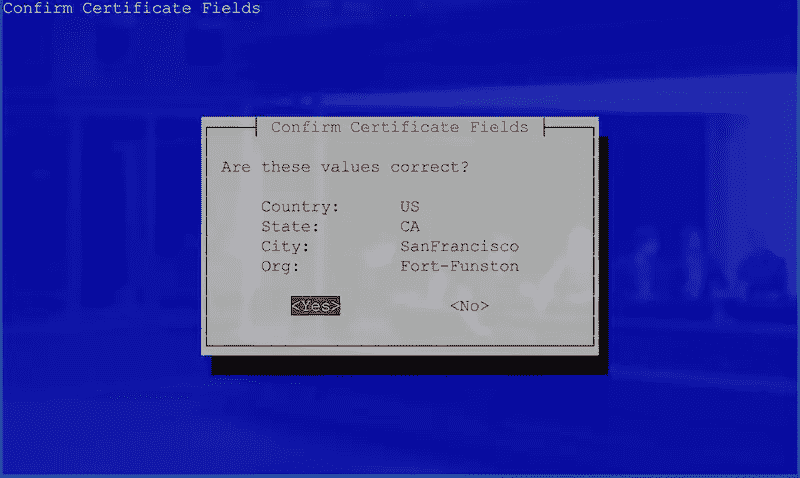 Confirm Certificate Fields
Confirm Certificate Fields
Are these values correct?
Country: US
State: CA
City: SanFrancisco
Org: Fort-Funston
<Yes> <No>